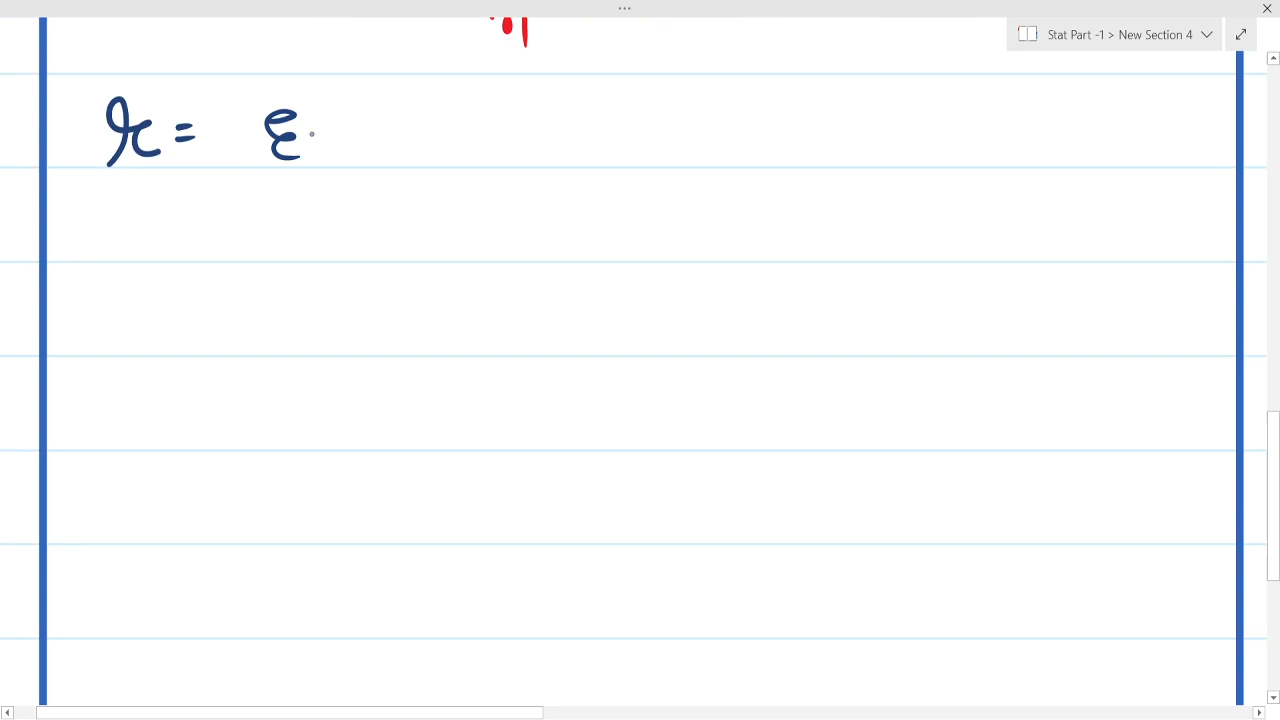 Stat Part -1 > New Section 4
r = Σ